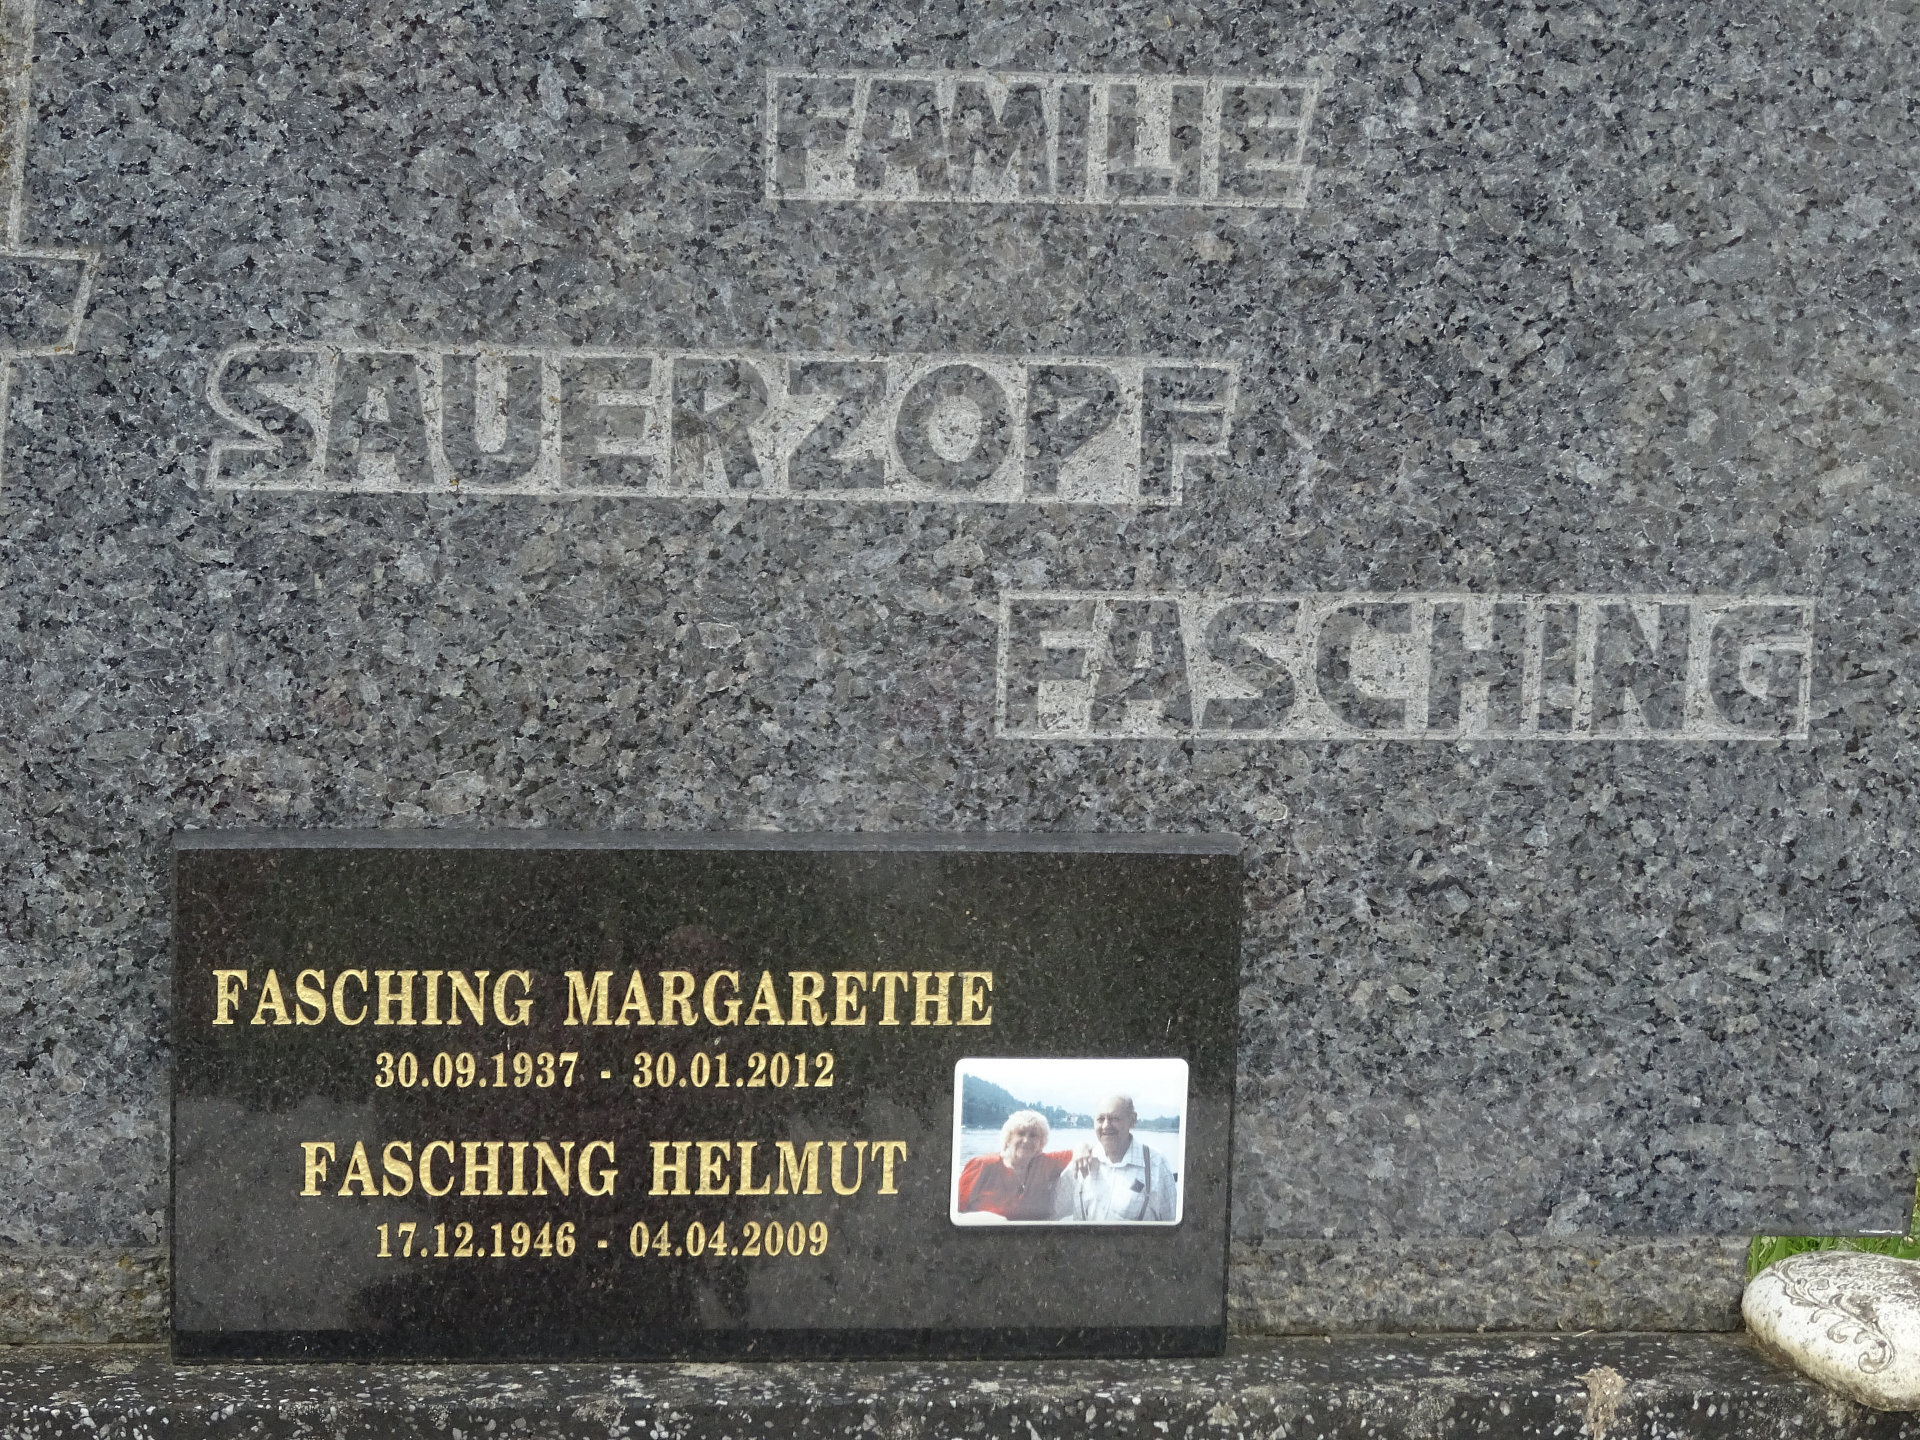 FAMILIE
SAUERZOPF
FASCHING
FASCHING MARGARETHE
30.09.1937 - 30.01.2012
FASCHING HELMUT
17.12.1946 - 04.04.2009